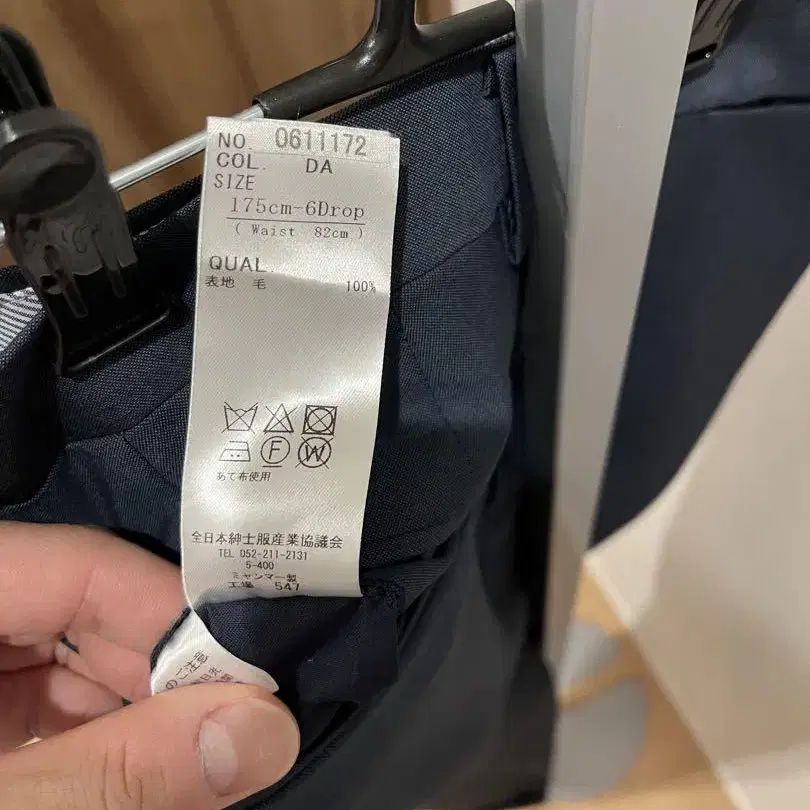 NO. 0611172
COL. DA
SIZE
175cm-6Drop
( Waist 82cm )
QUAL.
表地 毛 100%
F W
あて布使用
全日本紳士服産業協議会
TEL 052-211-2131
5-400
ミャンマー製
工場 547